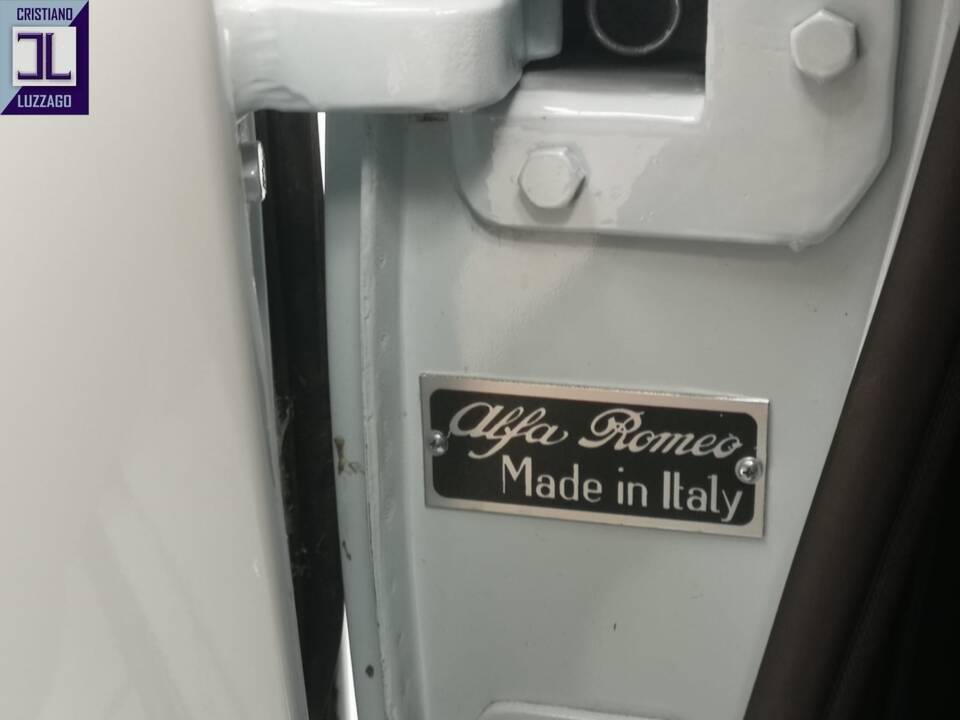 CRISTIANO
LUZZAGO
Alfa Romeo
Made in Italy